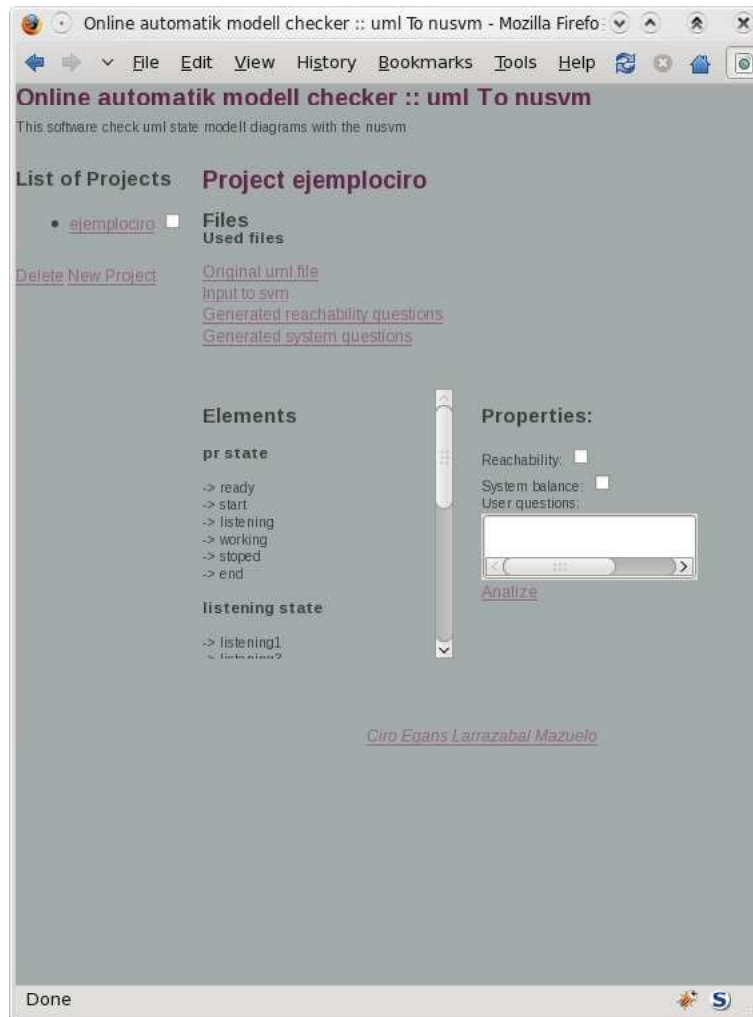 Online automatik modell checker :: uml To nusvm - Mozilla Firefo
File Edit View History Bookmarks Tools Help
Online automatik modell checker :: uml To nusvm
This software check uml state modell diagrams with the nusvm
List of Projects
ejemplociro
Delete New Project
Project ejemplociro
Files
Used files
Original uml file
Input to svm
Generated reachability questions
Generated system questions
Elements
pr state
-> ready
-> start
-> listening
-> working
-> stoped
-> end
listening state
-> listening1
Properties:
Reachability:
System balance:
User questions:
Analize
Ciro Egans Larrazabal Mazuelo
Done